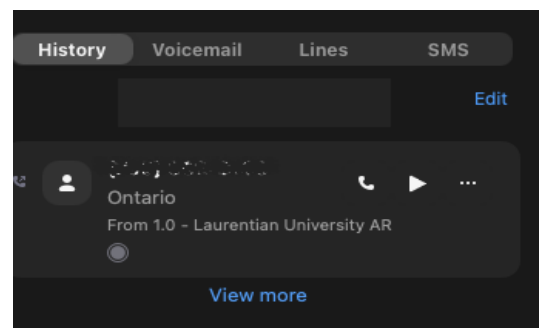 History Voicemail Lines SMS
Edit
Ontario
From 1.0 - Laurentian University AR
View more